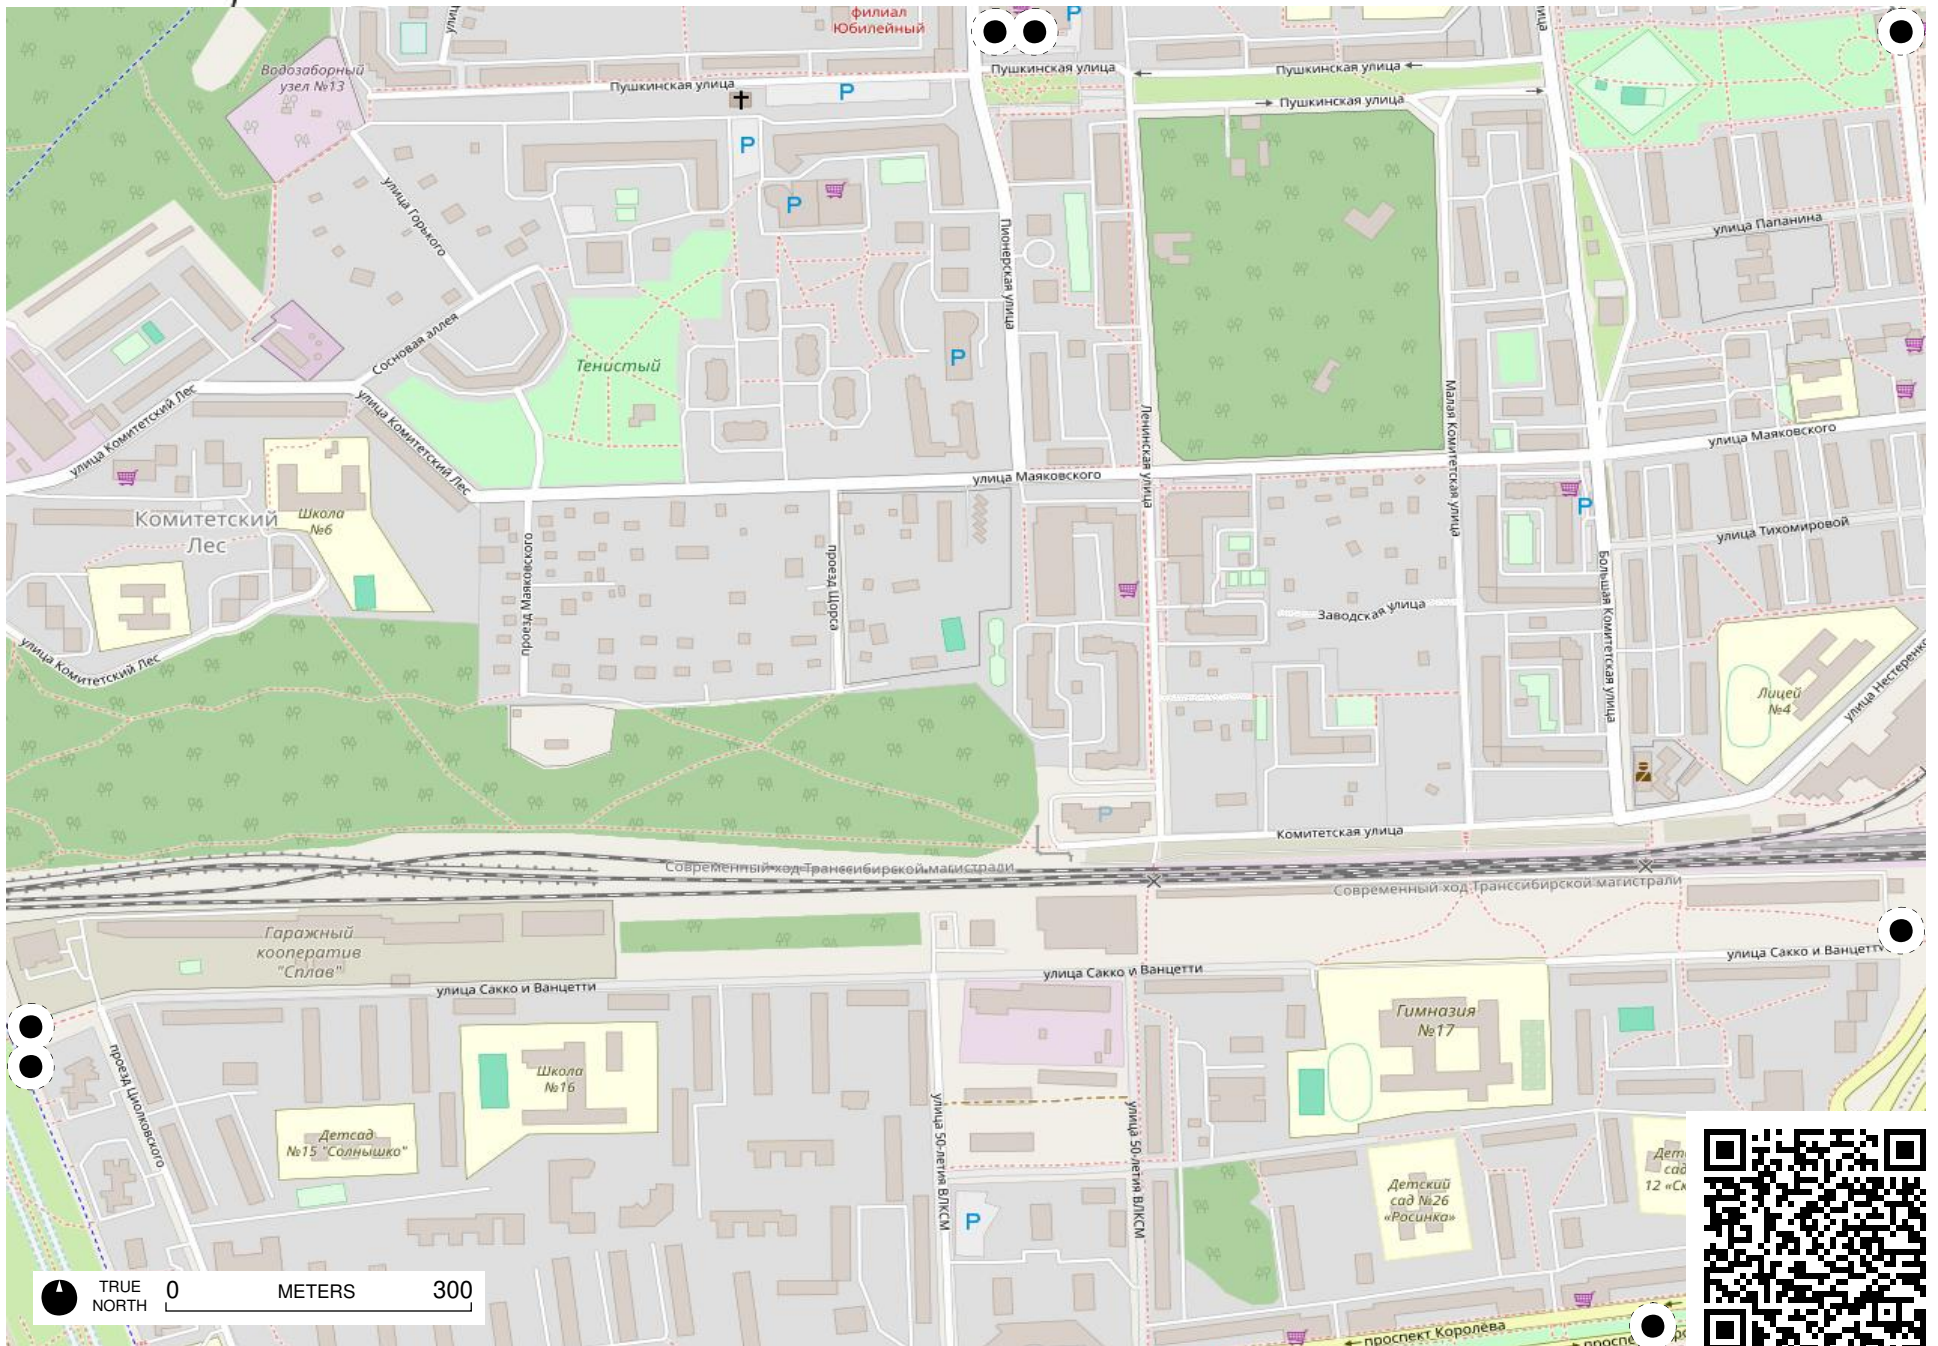 филиал
Юбилейный
Водозаборный
узел №13
Пушкинская улица
Пушкинская улица
Пушкинская улица
Пушкинская улица
P
P
P
P
P
P
P
P
P
улица Горького
Пионерская улица
улица Папанина
Сосновая аллея
Тенистый
улица Комитетский Лес
улица Комитетский Лес
Ленинская улица
Малая Комитетская улица
улица Маяковского
улица Маяковского
Комитетский
Лес
Школа
№6
проезд Маяковского
проезд Щорса
улица Тихомировой
Большая Комитетская улица
Заводская улица
улица Комитетский Лес
Лицей
№4
улица Нестеренко
Комитетская улица
Современный ход Транссибирской магистрали
Современный ход Транссибирской магистрали
Гаражный
кооператив
"Сплав"
улица Сакко и Ванцетти
улица Сакко и Ванцетти
улица Сакко и Ванцетти
Гимназия
№17
проезд Циолковского
Школа
№16
Детсад
№15 "Солнышко"
улица 50-летия ВЛКСМ
улица 50-летия ВЛКСМ
Детский
сад №26
«Росинка»
проспект Королёва
TRUE
NORTH
0 METERS 300